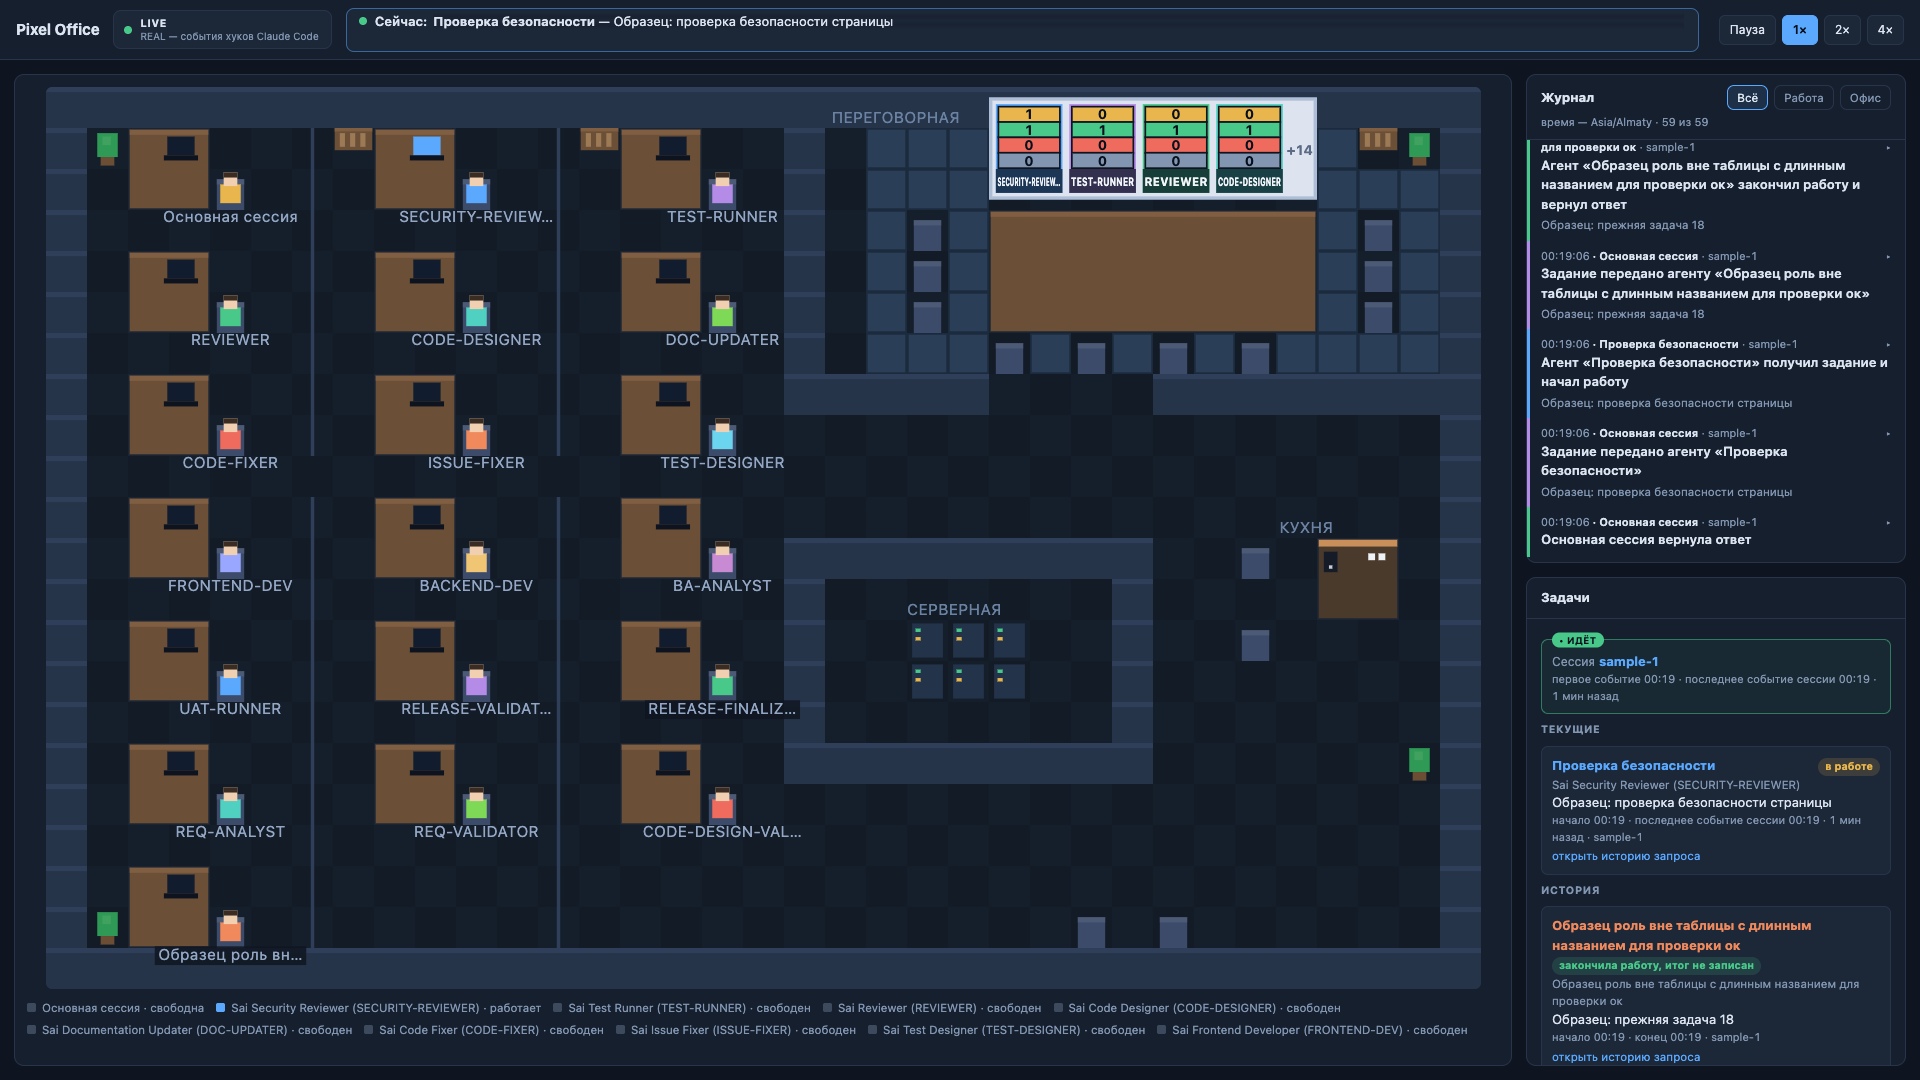 Pixel Office
LIVE
REAL — события хуков Claude Code
Сейчас: Проверка безопасности — Образец: проверка безопасности страницы
Пауза
1×
2×
4×
ПЕРЕГОВОРНАЯ
1
1
0
0
SECURITY-REVIEW…
0
1
0
0
TEST-RUNNER
0
1
0
0
REVIEWER
0
1
0
0
CODE-DESIGNER
+14
Основная сессия
SECURITY-REVIEW…
TEST-RUNNER
REVIEWER
CODE-DESIGNER
DOC-UPDATER
CODE-FIXER
ISSUE-FIXER
TEST-DESIGNER
FRONTEND-DEV
BACKEND-DEV
BA-ANALYST
UAT-RUNNER
RELEASE-VALIDAT…
RELEASE-FINALIZ…
REQ-ANALYST
REQ-VALIDATOR
CODE-DESIGN-VAL…
Образец роль вн…
СЕРВЕРНАЯ
КУХНЯ
Основная сессия · свободна
Sai Security Reviewer (SECURITY-REVIEWER) · работает
Sai Test Runner (TEST-RUNNER) · свободен
Sai Reviewer (REVIEWER) · свободен
Sai Code Designer (CODE-DESIGNER) · свободен
Sai Documentation Updater (DOC-UPDATER) · свободен
Sai Code Fixer (CODE-FIXER) · свободен
Sai Issue Fixer (ISSUE-FIXER) · свободен
Sai Test Designer (TEST-DESIGNER) · свободен
Sai Frontend Developer (FRONTEND-DEV) · свободен
Журнал
Всё
Работа
Офис
время — Asia/Almaty · 59 из 59
для проверки ок · sample-1
Агент «Образец роль вне таблицы с длинным
названием для проверки ок» закончил работу и
вернул ответ
Образец: прежняя задача 18
00:19:06 · Основная сессия · sample-1
Задание передано агенту «Образец роль вне
таблицы с длинным названием для проверки ок»
Образец: прежняя задача 18
00:19:06 · Проверка безопасности · sample-1
Агент «Проверка безопасности» получил задание и
начал работу
Образец: проверка безопасности страницы
00:19:06 · Основная сессия · sample-1
Задание передано агенту «Проверка
безопасности»
Образец: проверка безопасности страницы
00:19:06 · Основная сессия · sample-1
Основная сессия вернула ответ
Задачи
• ИДЁТ
Сессия sample-1
первое событие 00:19 · последнее событие сессии 00:19 ·
1 мин назад
ТЕКУЩИЕ
Проверка безопасности
в работе
Sai Security Reviewer (SECURITY-REVIEWER)
Образец: проверка безопасности страницы
начало 00:19 · последнее событие сессии 00:19 · 1 мин
назад · sample-1
открыть историю запроса
ИСТОРИЯ
Образец роль вне таблицы с длинным
названием для проверки ок
закончила работу, итог не записан
Образец роль вне таблицы с длинным названием для
проверки ок
Образец: прежняя задача 18
начало 00:19 · конец 00:19 · sample-1
открыть историю запроса